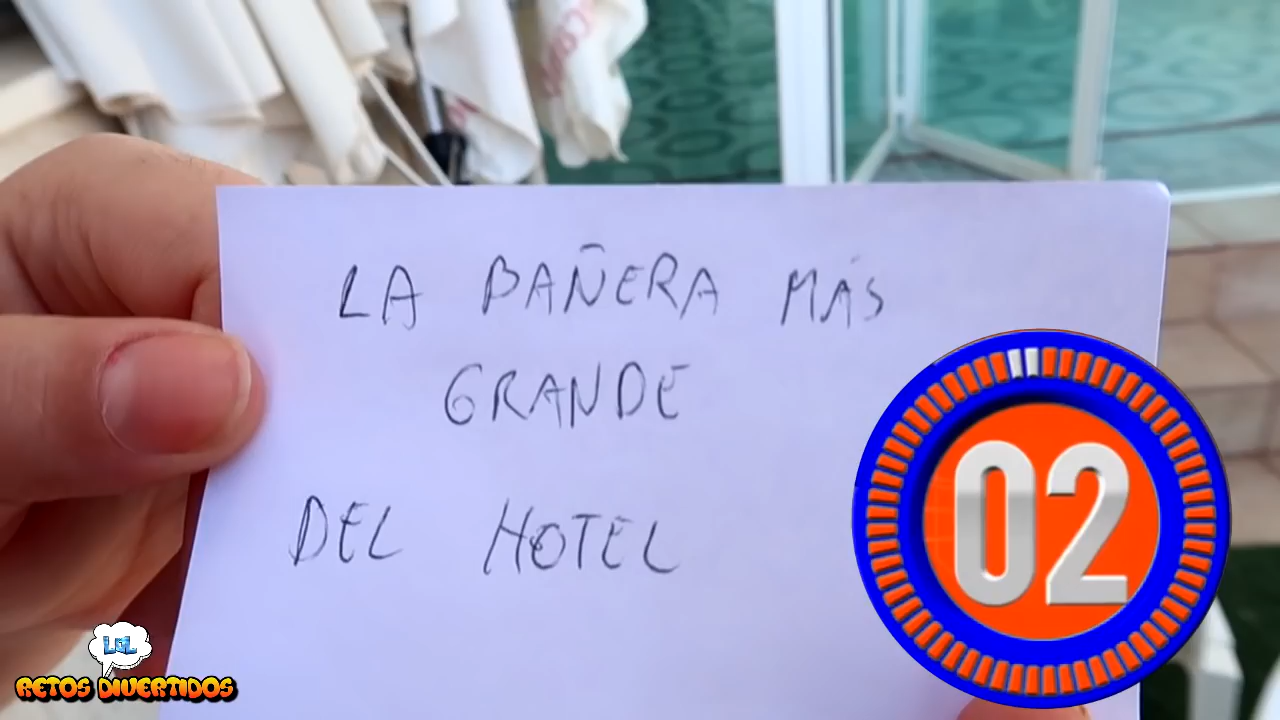 LA BAÑERA MÁS
GRANDE
DEL HOTEL
02
LOL
RETOS DIVERTIDOS